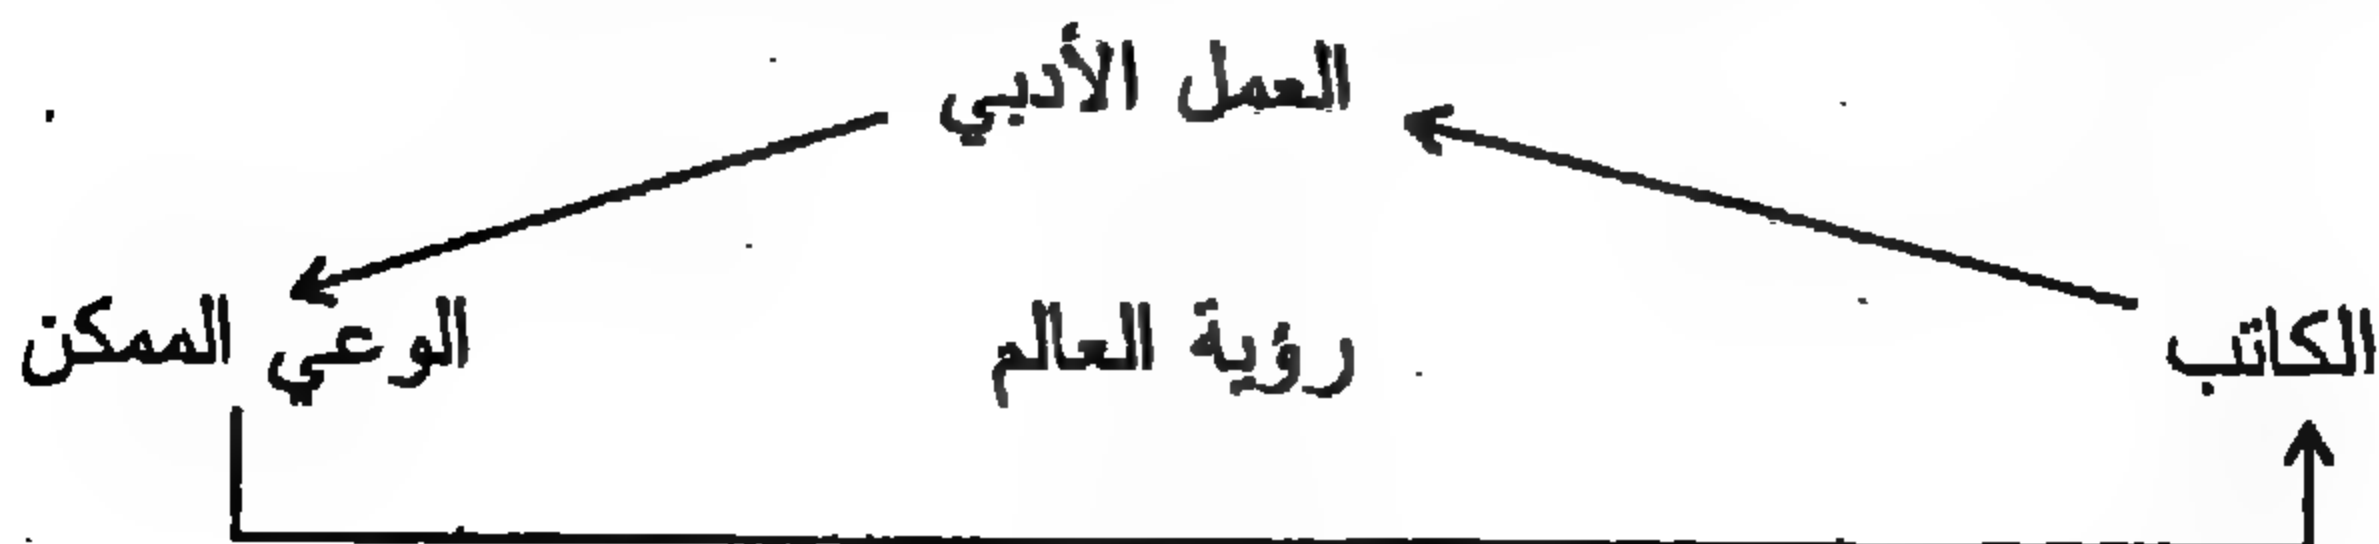 العمل الأدبي
الكاتب
رؤية العالم
الوعي الممكن